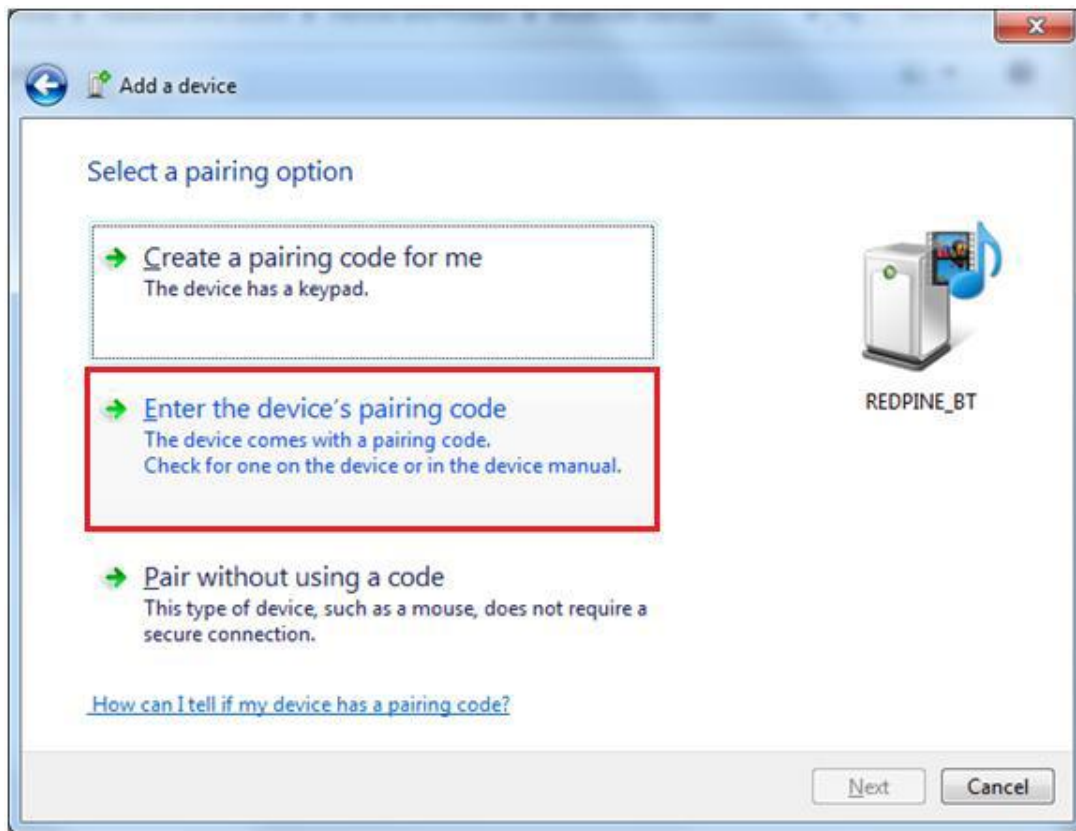 Add a device
Select a pairing option
Create a pairing code for me
The device has a keypad.
Enter the device's pairing code
The device comes with a pairing code.
Check for one on the device or in the device manual.
REDPINE_BT
Pair without using a code
This type of device, such as a mouse, does not require a
secure connection.
How can I tell if my device has a pairing code?
Next
Cancel